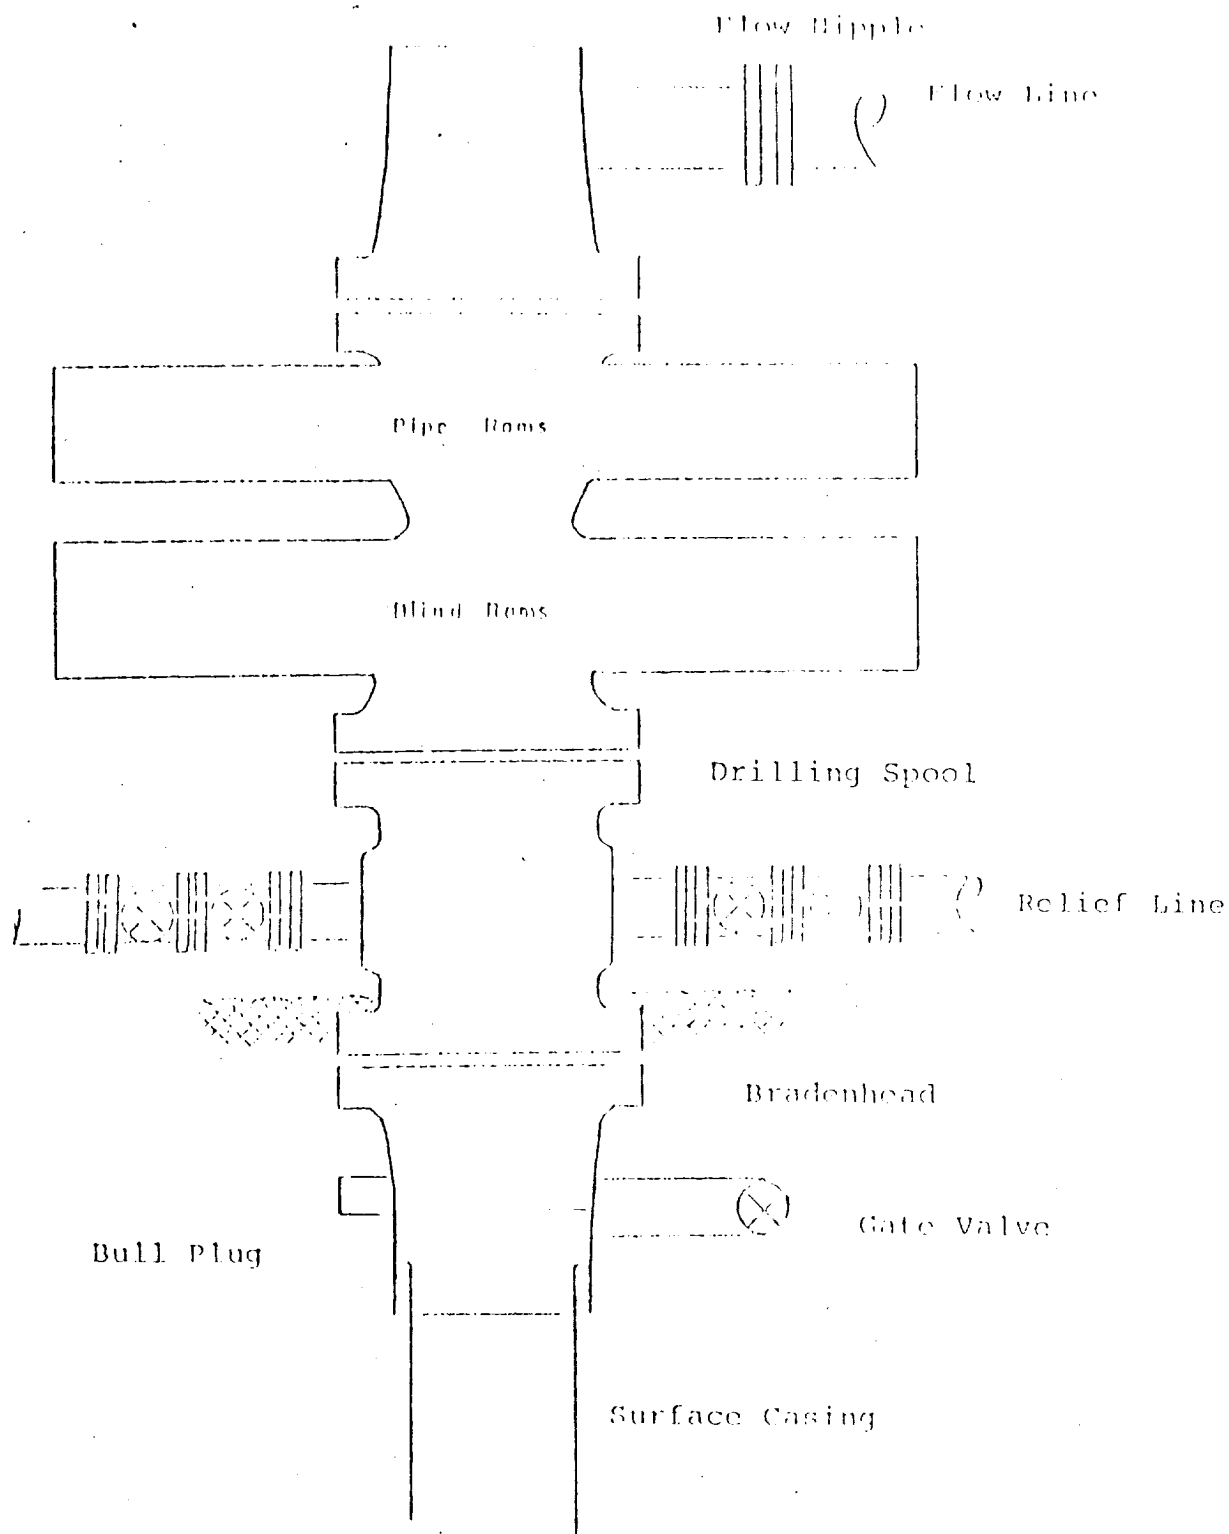 Flow Nipple
Flow Line
Pipe Rams
Blind Rams
Drilling Spool
Relief Line
Bradenhead
Gate Valve
Bull Plug
Surface Casing